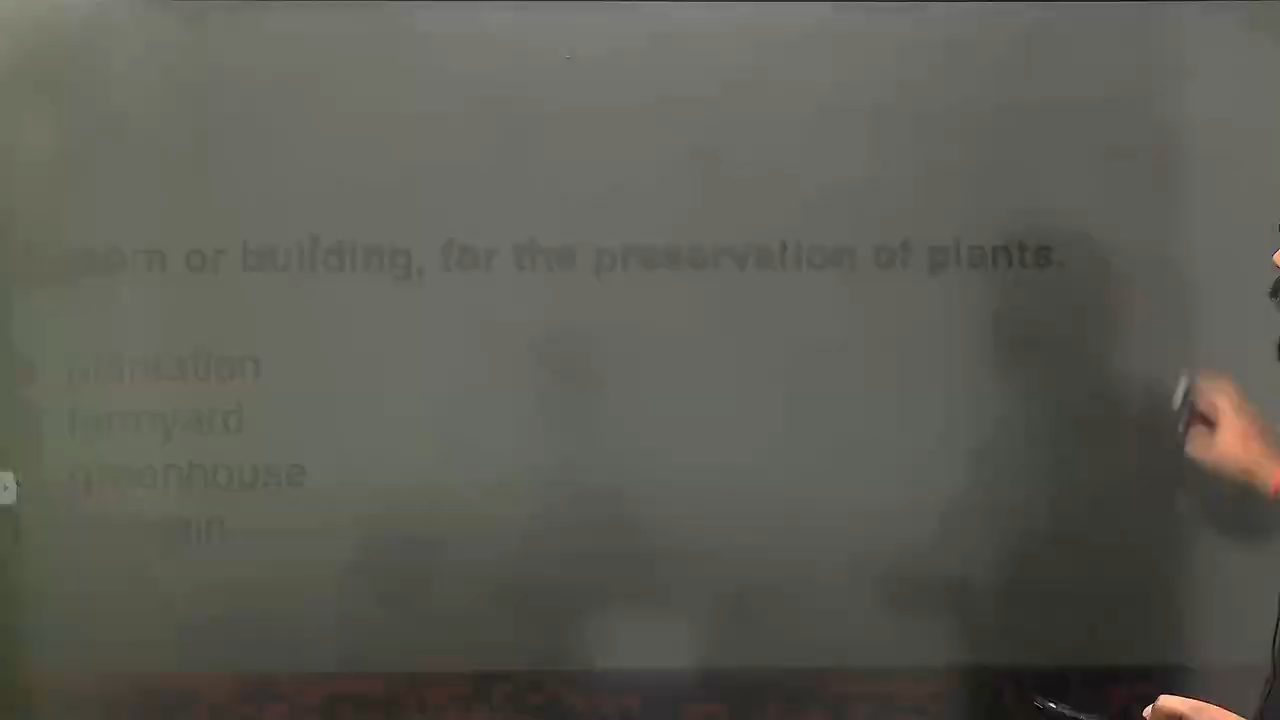 room or building, for the preservation of plants.
plantation
farmyard
greenhouse